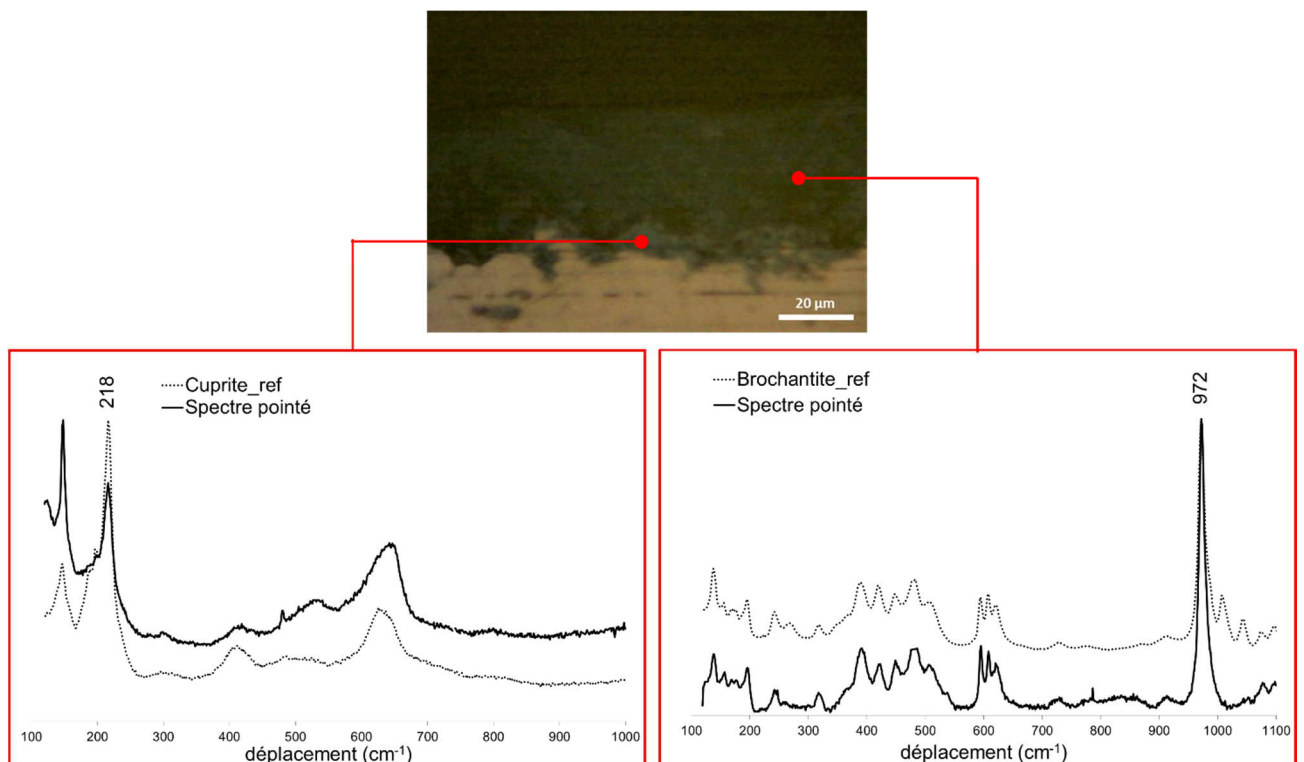 20 µm
218
Cuprite_ref
Spectre pointé
100 200 300 400 500 600 700 800 900 1000
déplacement (cm⁻¹)
972
Brochantite_ref
Spectre pointé
100 200 300 400 500 600 700 800 900 1000 1100
déplacement (cm⁻¹)